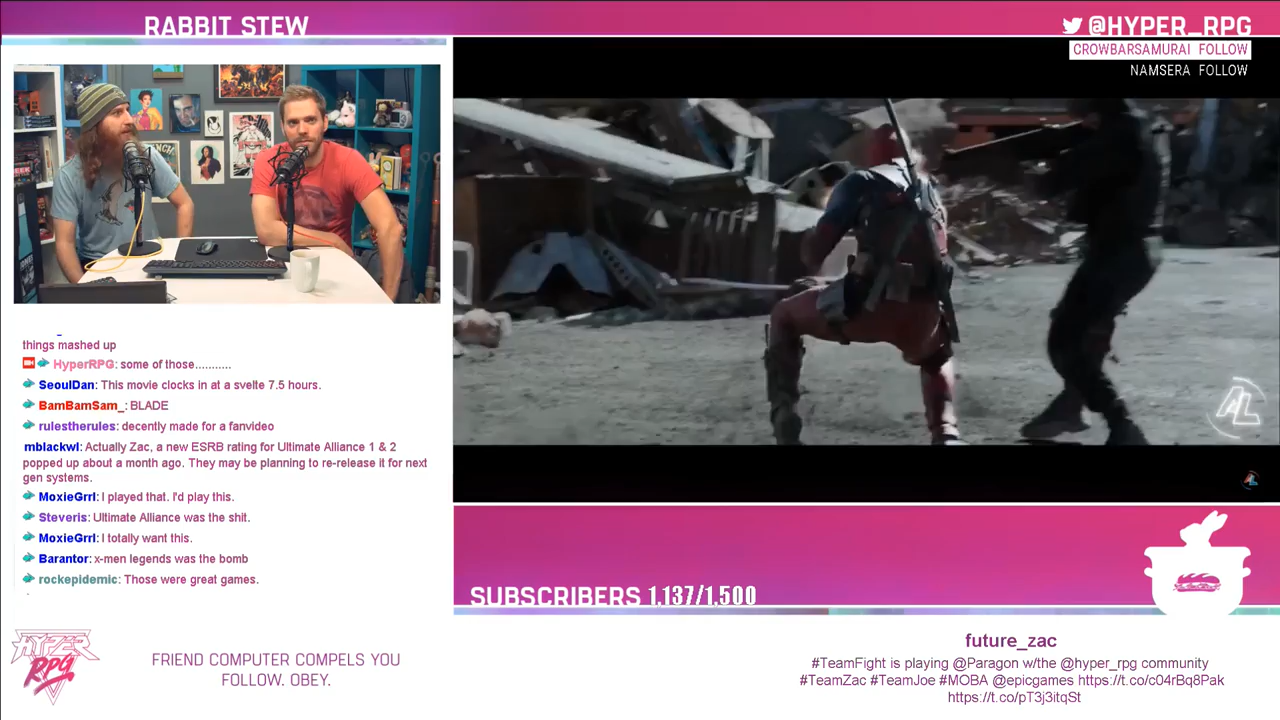 RABBIT STEW
@HYPER_RPG
CROWBARSAMURAI FOLLOW
NAMSERA FOLLOW
things mashed up
HyperRPG: some of those..........
SeoulDan: This movie clocks in at a svelte 7.5 hours.
BamBamSam_: BLADE
rulestherules: decently made for a fanvideo
mblackwl: Actually Zac, a new ESRB rating for Ultimate Alliance 1 & 2
popped up about a month ago. They may be planning to re-release it for next
gen systems.
MoxieGrrl: I played that. I'd play this.
Steveris: Ultimate Alliance was the shit.
MoxieGrrl: I totally want this.
Barantor: x-men legends was the bomb
rockepidemic: Those were great games.
AL
SUBSCRIBERS 1,137/1,500
HYPER
RPG
FRIEND COMPUTER COMPELS YOU
FOLLOW. OBEY.
future_zac
#TeamFight is playing @Paragon w/the @hyper_rpg community
#TeamZac #TeamJoe #MOBA @epicgames https://t.co/c04rBq8Pak
https://t.co/pT3j3itqSt